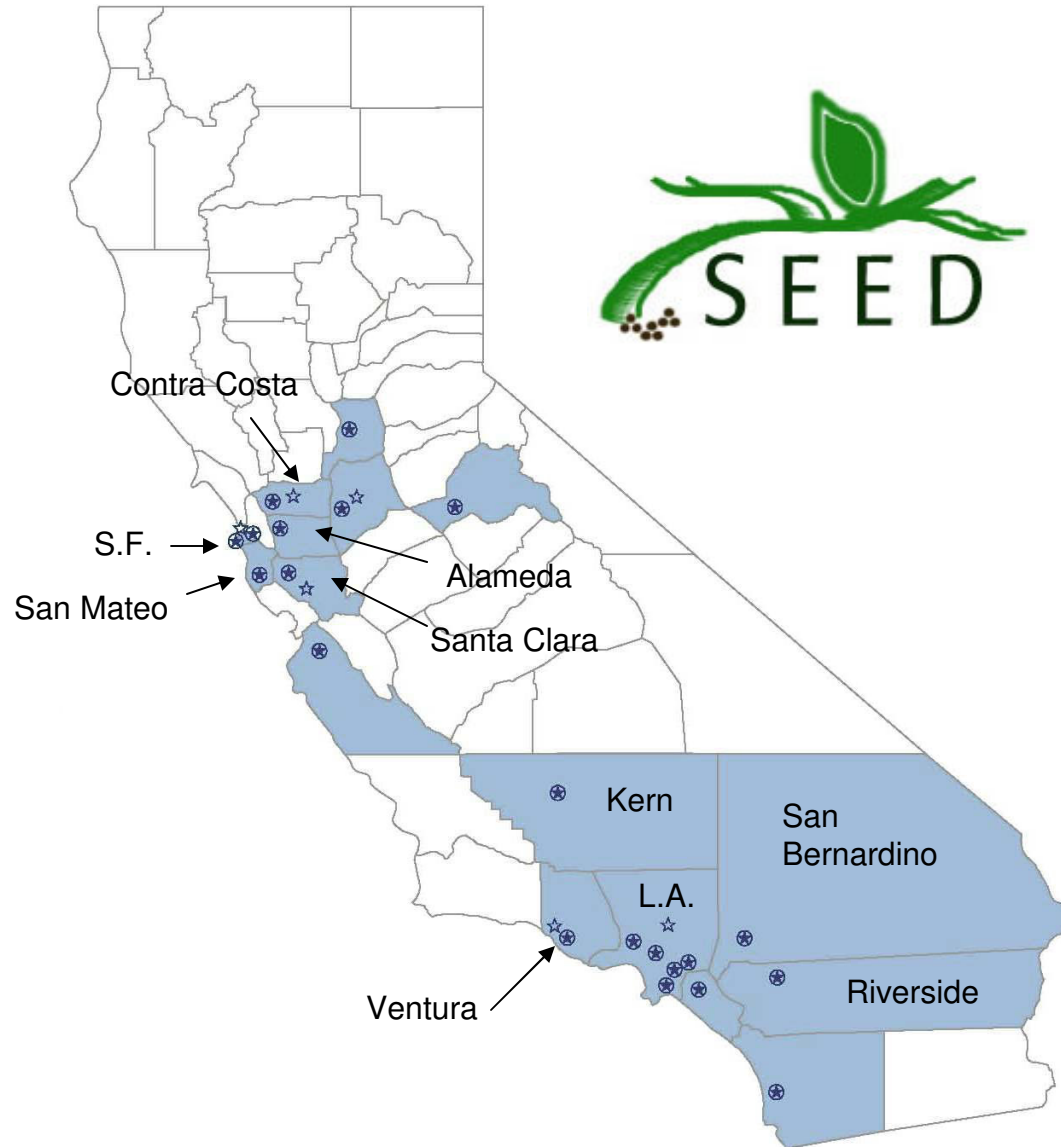 SEED
Contra Costa
S.F.
Alameda
San Mateo
Santa Clara
Kern
San
Bernardino
L.A.
Ventura
Riverside